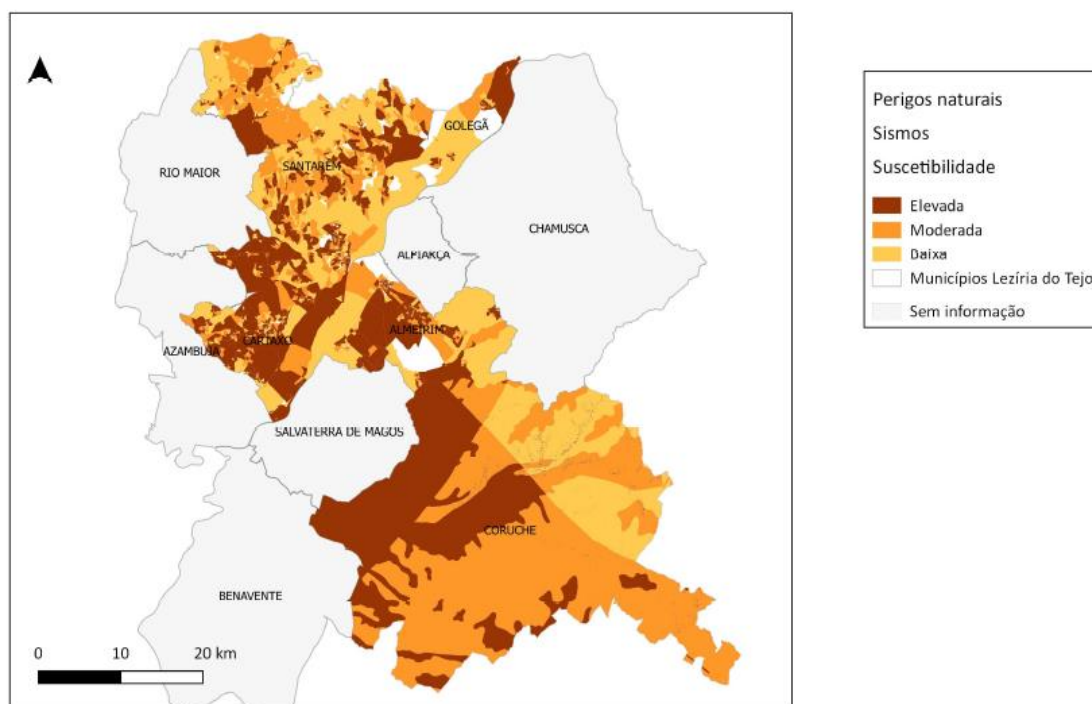 GOLEGÃ
SANTARÉM
RIO MAIOR
CHAMUSCA
ALPIARÇA
ALMEIRIM
CARTAXO
AZAMBUJA
SALVATERRA DE MAGOS
CORUCHE
BENAVENTE
0 10 20 km
Perigos naturais
Sismos
Suscetibilidade
Elevada
Moderada
Baixa
Municípios Lezíria do Tejo
Sem informação